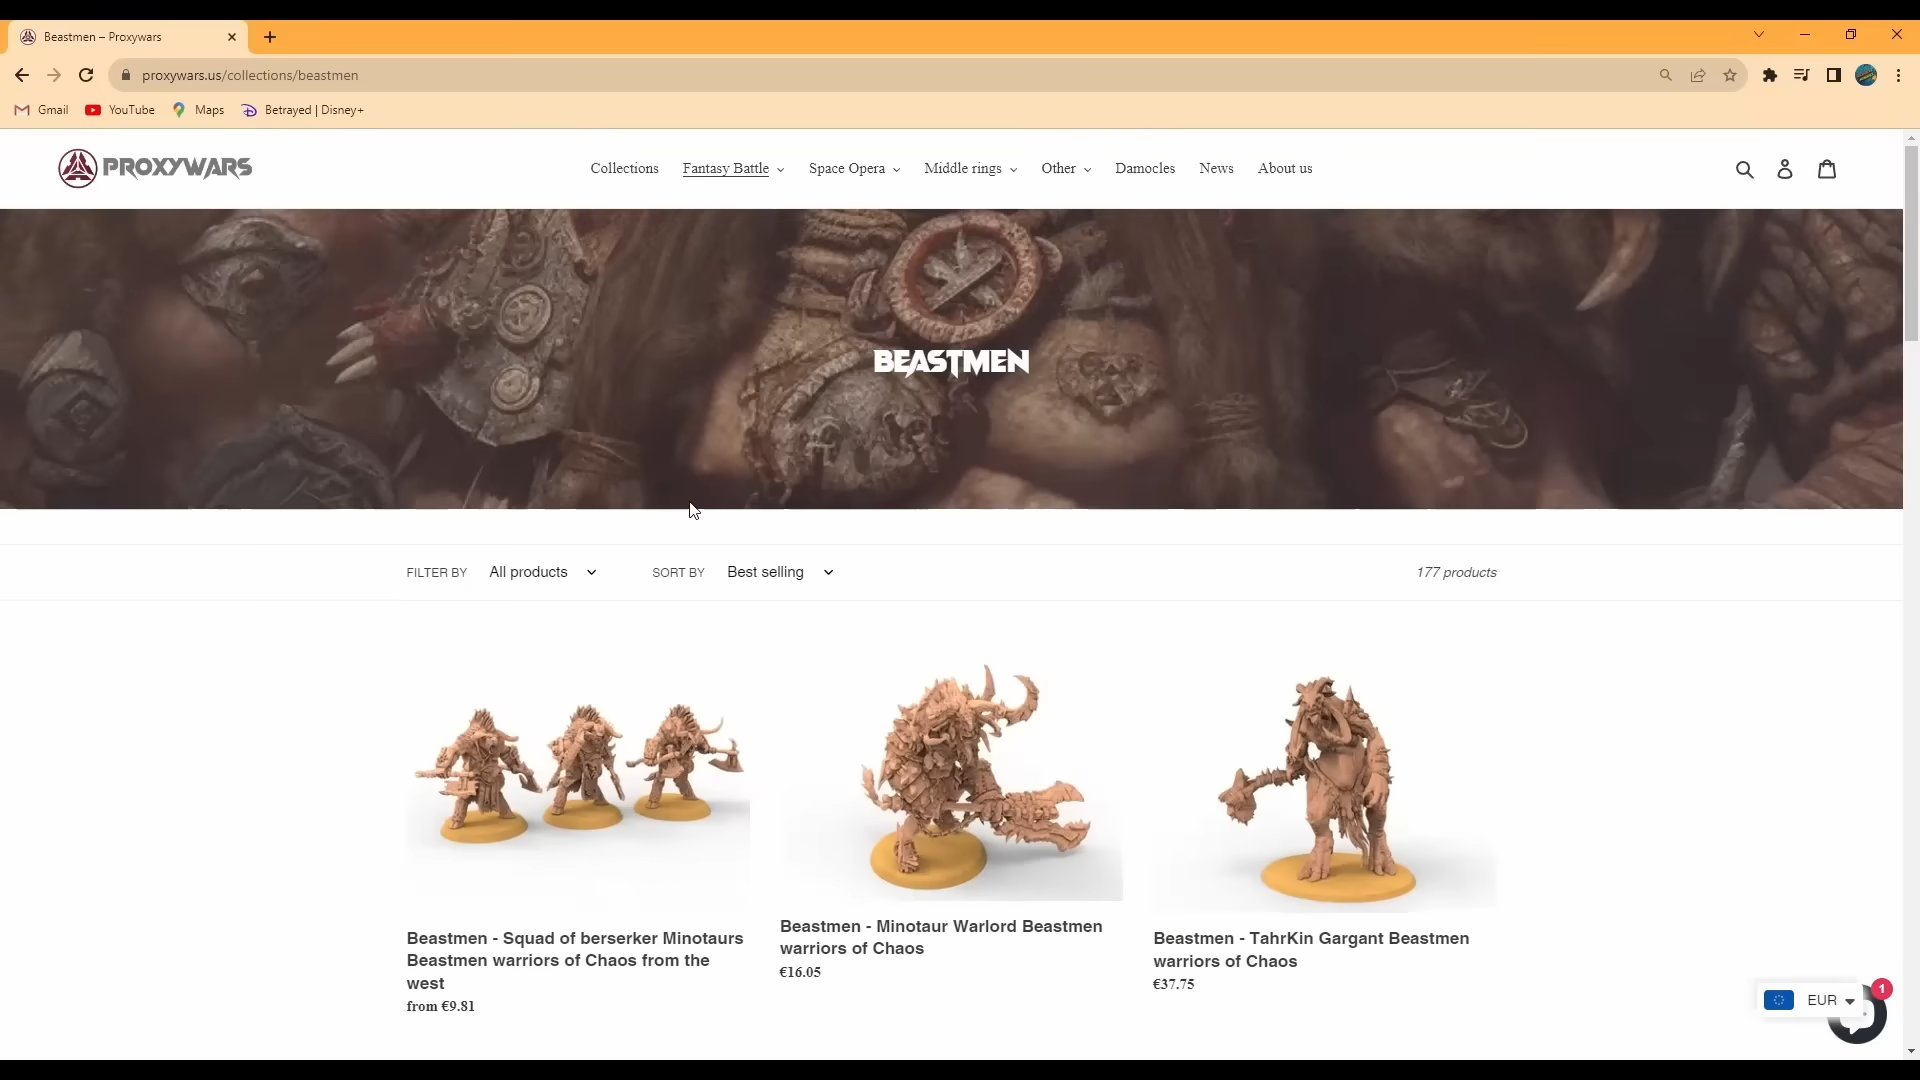 Beastmen – Proxywars
proxywars.us/collections/beastmen
Gmail YouTube Maps Betrayed | Disney+
PROXYWARS Collections Fantasy Battle Space Opera Middle rings Other Damocles News About us
BEASTMEN
FILTER BY All products SORT BY Best selling 177 products
Beastmen - Squad of berserker Minotaurs
Beastmen warriors of Chaos from the
west
from €9.81
Beastmen - Minotaur Warlord Beastmen
warriors of Chaos
€16.05
Beastmen - TahrKin Gargant Beastmen
warriors of Chaos
€37.75
1
EUR